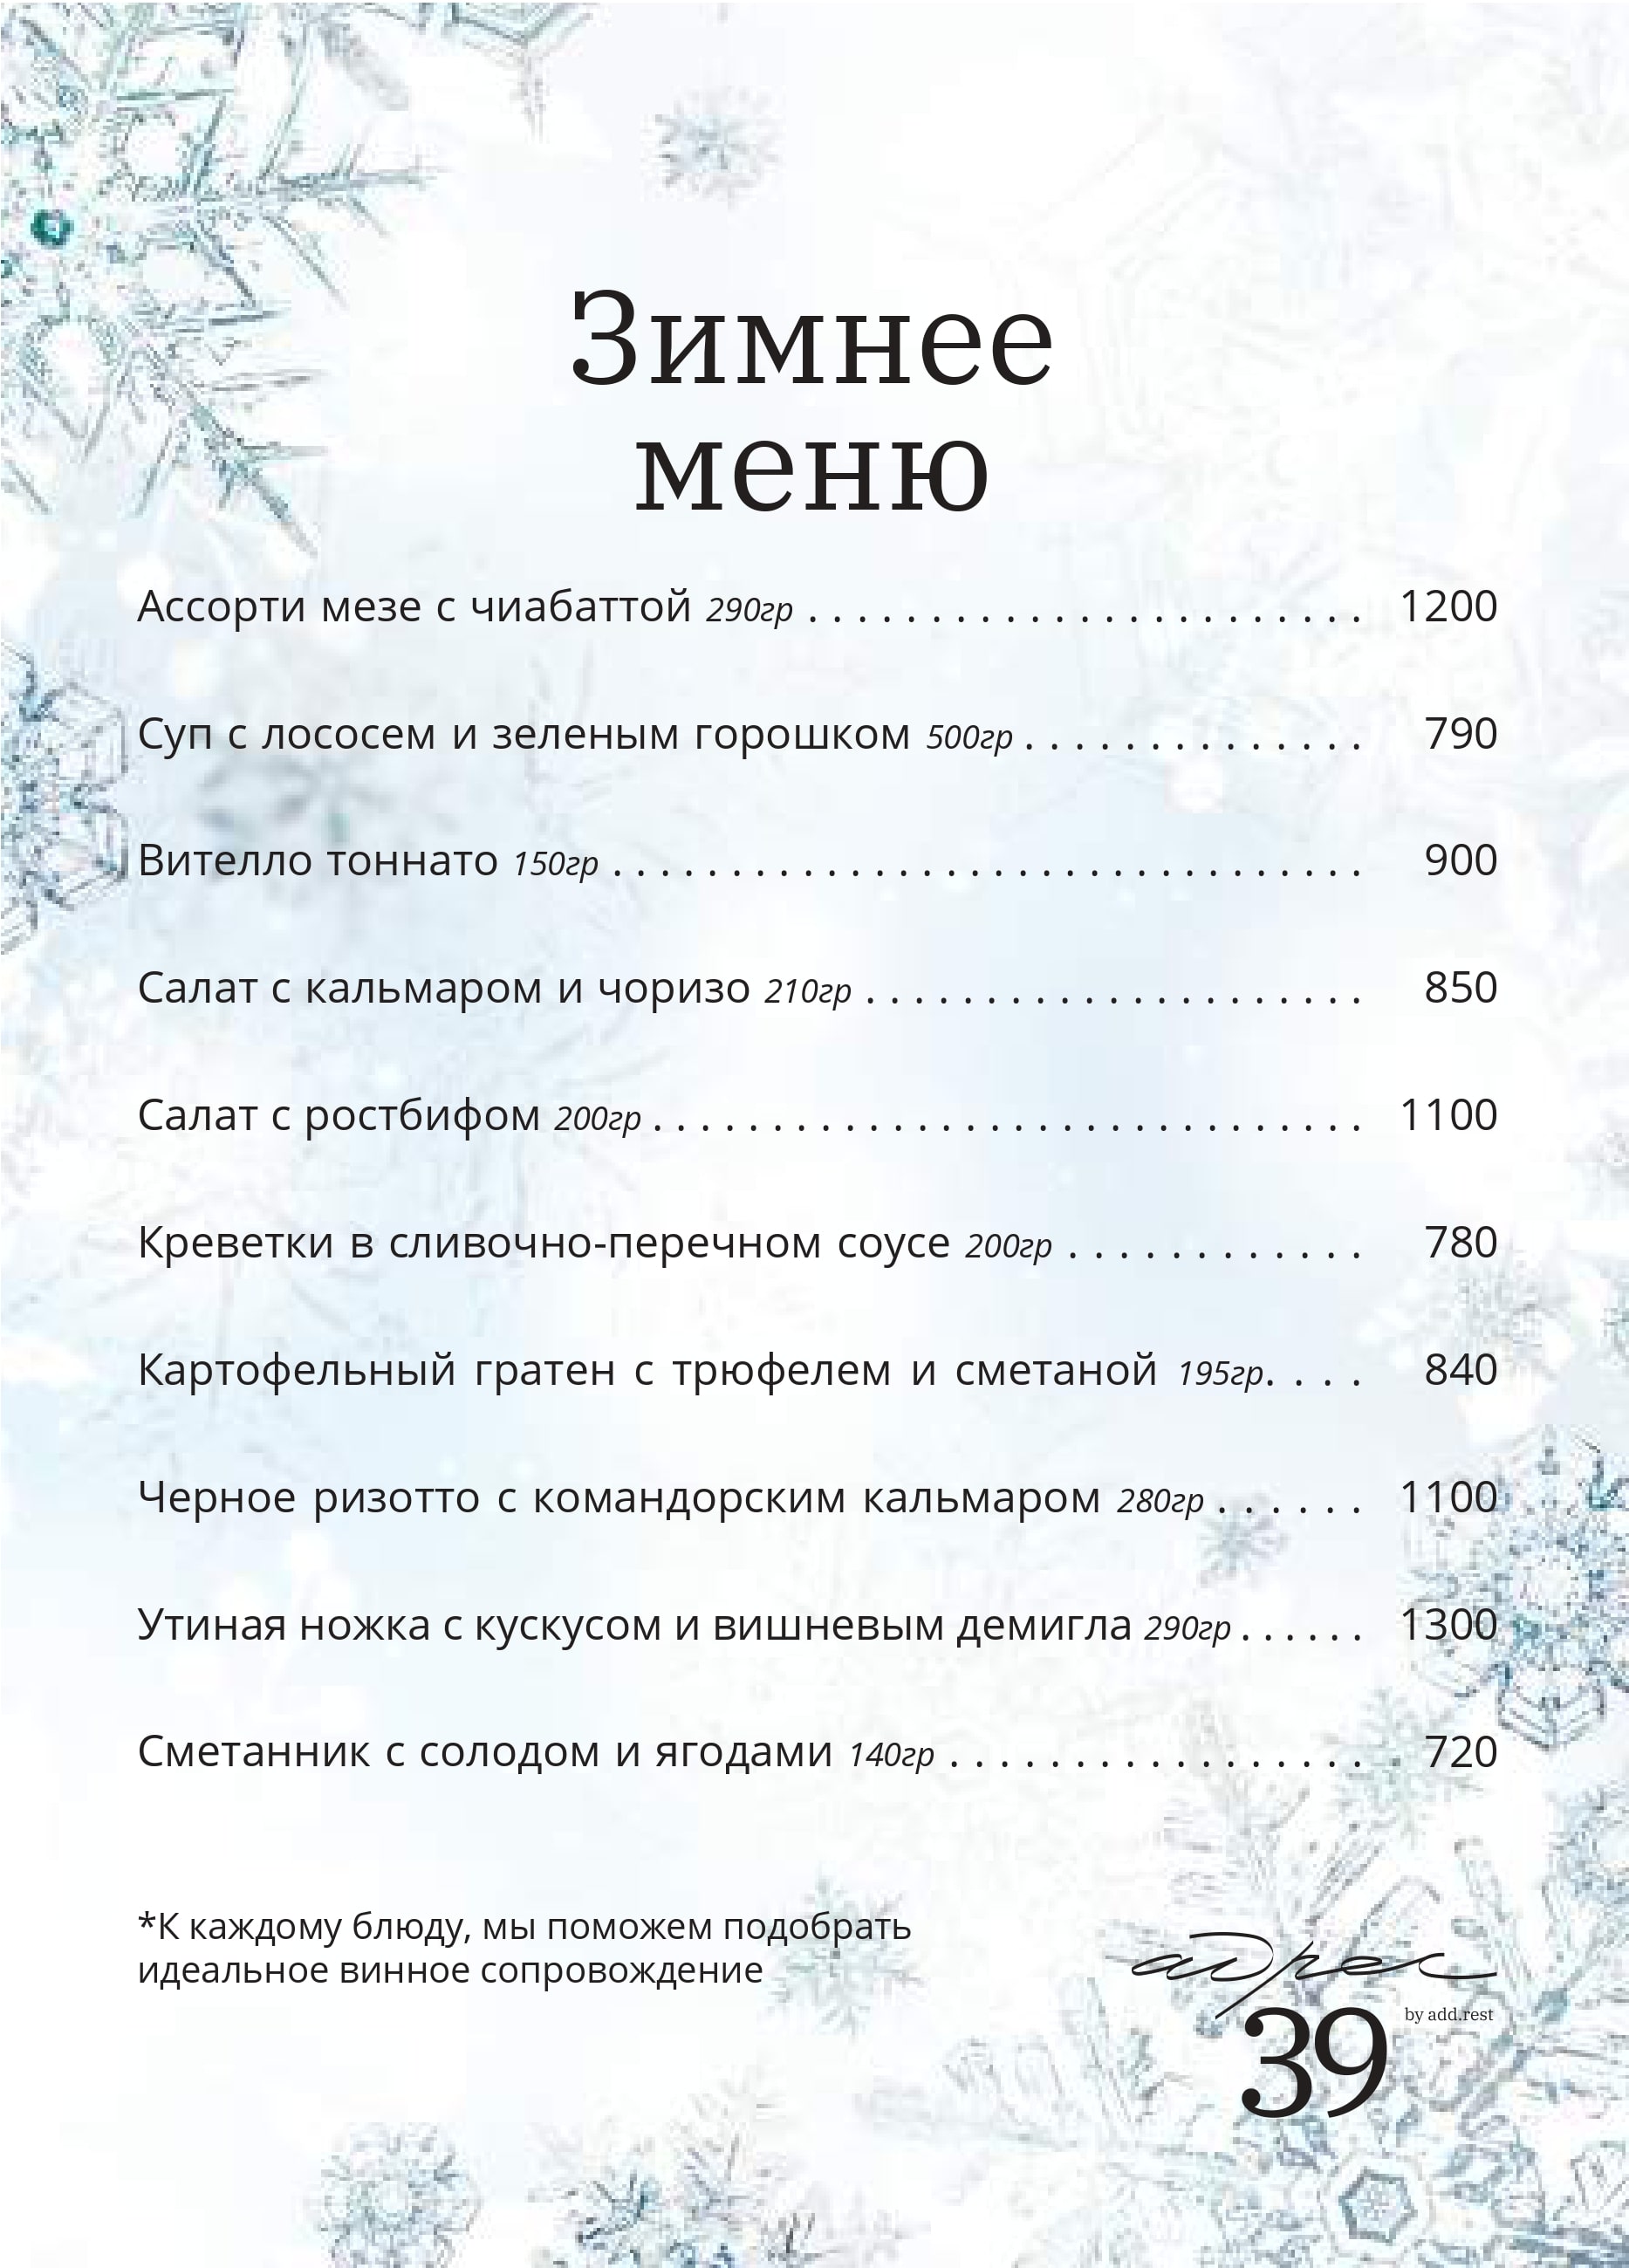 Зимнее
меню
Ассорти мезе с чиабаттой 290гр . . . . . . . . . . . . . . . . . . . . . . . 1200
Суп с лососем и зеленым горошком 500гр . . . . . . . . . . . . . . 790
Вителло тоннато 150гр . . . . . . . . . . . . . . . . . . . . . . . . . . . . . . . 900
Салат с кальмаром и чоризо 210гр . . . . . . . . . . . . . . . . . . . . . 850
Салат с ростбифом 200гр . . . . . . . . . . . . . . . . . . . . . . . . . . . . . . 1100
Креветки в сливочно-перечном соусе 200гр . . . . . . . . . . . . 780
Картофельный гратен с трюфелем и сметаной 195гр. . . . 840
Черное ризотто с командорским кальмаром 280гр . . . . . . 1100
Утиная ножка с кускусом и вишневым демигла 290гр . . . . . . 1300
Сметанник с солодом и ягодами 140гр . . . . . . . . . . . . . . . . . 720
*К каждому блюду, мы поможем подобрать
идеальное винное сопровождение
адрес
39 by add.rest